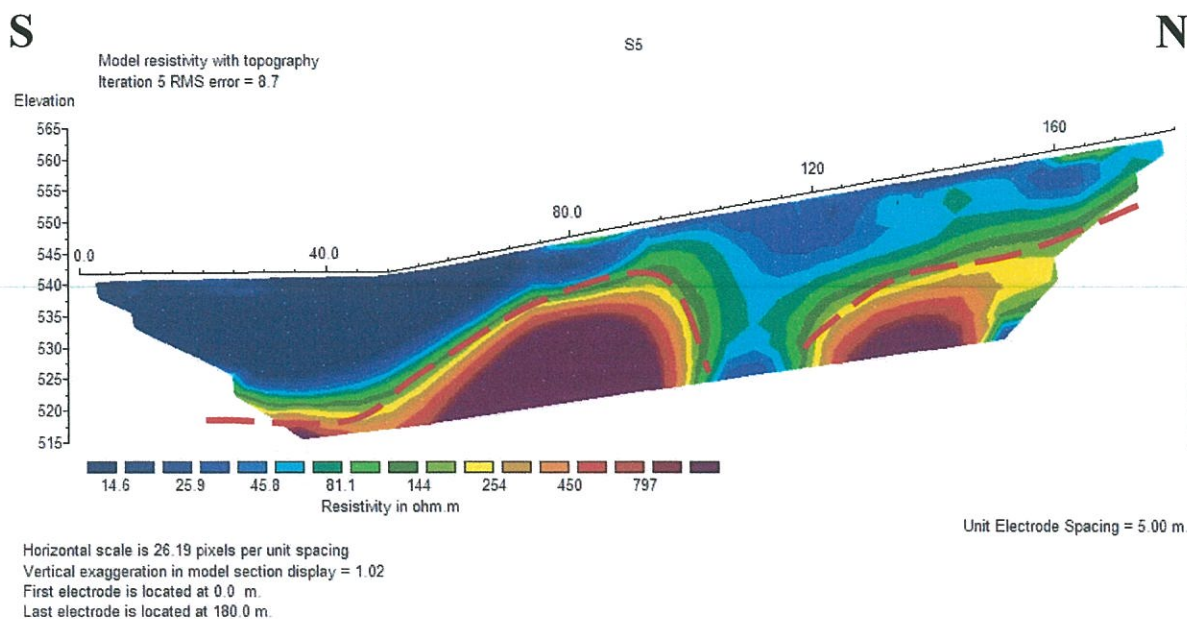 S
S5
N
Model resistivity with topography
Iteration 5 RMS error = 8.7
Elevation
565
560
555
550
545
540
535
530
525
520
515
0.0
40.0
80.0
120
160
14.6 25.9 45.8 81.1 144 254 450 797
Resistivity in ohm.m
Unit Electrode Spacing = 5.00 m.
Horizontal scale is 26.19 pixels per unit spacing
Vertical exaggeration in model section display = 1.02
First electrode is located at 0.0 m.
Last electrode is located at 180.0 m.